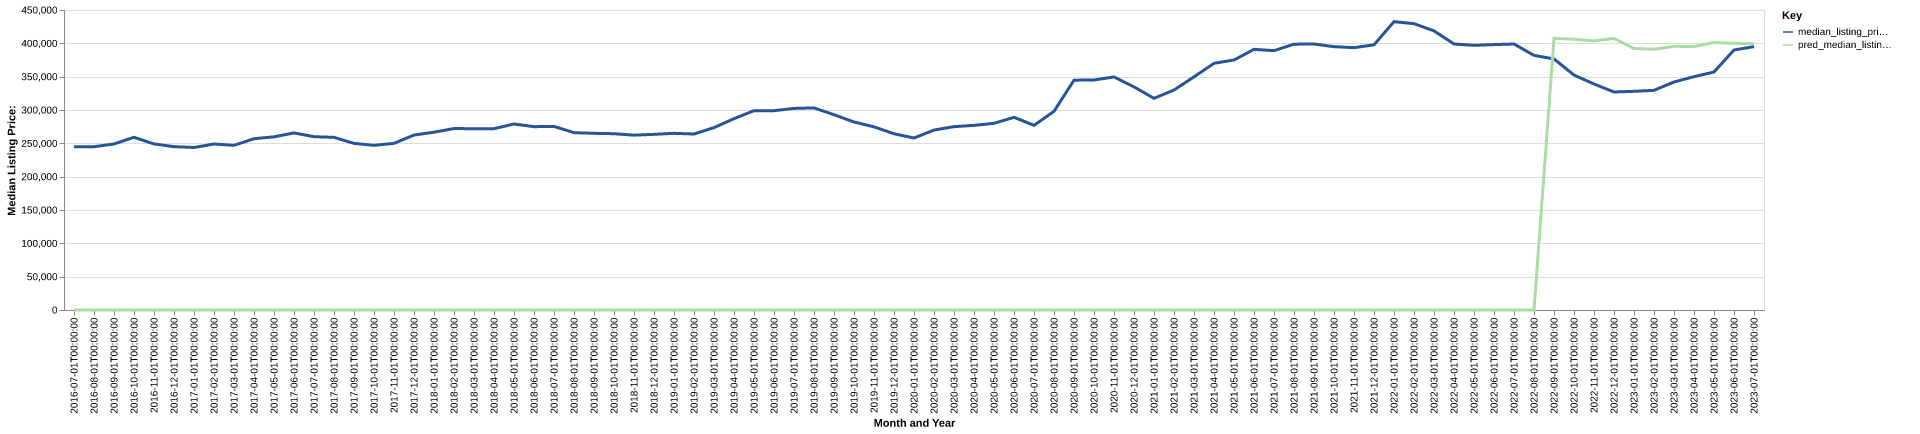 450,000
400,000
350,000
300,000
250,000
200,000
150,000
100,000
50,000
0
Median Listing Price:
2016-07-01T00:00:00
2016-08-01T00:00:00
2016-09-01T00:00:00
2016-10-01T00:00:00
2016-11-01T00:00:00
2016-12-01T00:00:00
2017-01-01T00:00:00
2017-02-01T00:00:00
2017-03-01T00:00:00
2017-04-01T00:00:00
2017-05-01T00:00:00
2017-06-01T00:00:00
2017-07-01T00:00:00
2017-08-01T00:00:00
2017-09-01T00:00:00
2017-10-01T00:00:00
2017-11-01T00:00:00
2017-12-01T00:00:00
2018-01-01T00:00:00
2018-02-01T00:00:00
2018-03-01T00:00:00
2018-04-01T00:00:00
2018-05-01T00:00:00
2018-06-01T00:00:00
2018-07-01T00:00:00
2018-08-01T00:00:00
2018-09-01T00:00:00
2018-10-01T00:00:00
2018-11-01T00:00:00
2018-12-01T00:00:00
2019-01-01T00:00:00
2019-02-01T00:00:00
2019-03-01T00:00:00
2019-04-01T00:00:00
2019-05-01T00:00:00
2019-06-01T00:00:00
2019-07-01T00:00:00
2019-08-01T00:00:00
2019-09-01T00:00:00
2019-10-01T00:00:00
2019-11-01T00:00:00
2019-12-01T00:00:00
2020-01-01T00:00:00
2020-02-01T00:00:00
2020-03-01T00:00:00
2020-04-01T00:00:00
2020-05-01T00:00:00
2020-06-01T00:00:00
2020-07-01T00:00:00
2020-08-01T00:00:00
2020-09-01T00:00:00
2020-10-01T00:00:00
2020-11-01T00:00:00
2020-12-01T00:00:00
2021-01-01T00:00:00
2021-02-01T00:00:00
2021-03-01T00:00:00
2021-04-01T00:00:00
2021-05-01T00:00:00
2021-06-01T00:00:00
2021-07-01T00:00:00
2021-08-01T00:00:00
2021-09-01T00:00:00
2021-10-01T00:00:00
2021-11-01T00:00:00
2021-12-01T00:00:00
2022-01-01T00:00:00
2022-02-01T00:00:00
2022-03-01T00:00:00
2022-04-01T00:00:00
2022-05-01T00:00:00
2022-06-01T00:00:00
2022-07-01T00:00:00
2022-08-01T00:00:00
2022-09-01T00:00:00
2022-10-01T00:00:00
2022-11-01T00:00:00
2022-12-01T00:00:00
2023-01-01T00:00:00
2023-02-01T00:00:00
2023-03-01T00:00:00
2023-04-01T00:00:00
2023-05-01T00:00:00
2023-06-01T00:00:00
2023-07-01T00:00:00
Month and Year
Key
median_listing_pri…
pred_median_listin…